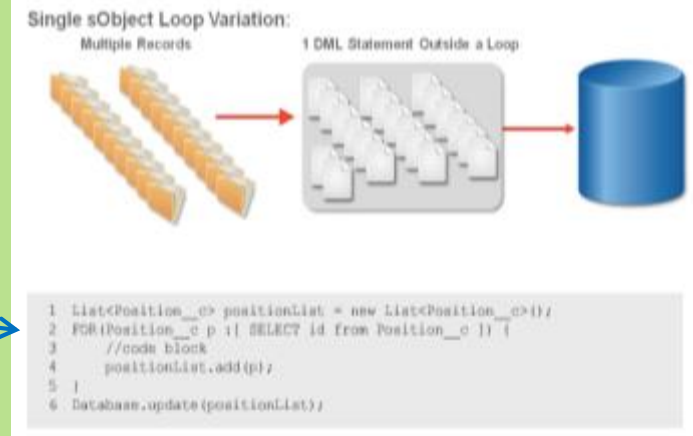 Single sObject Loop Variation:
Multiple Records
1 DML Statement Outside a Loop
1 List<Position__c> positionList = new List<Position__c>();
2 FOR(Position__c p :[ SELECT id from Position__c ]) {
3 //code block
4 positionList.add(p);
5 }
6 Database.update(positionList);